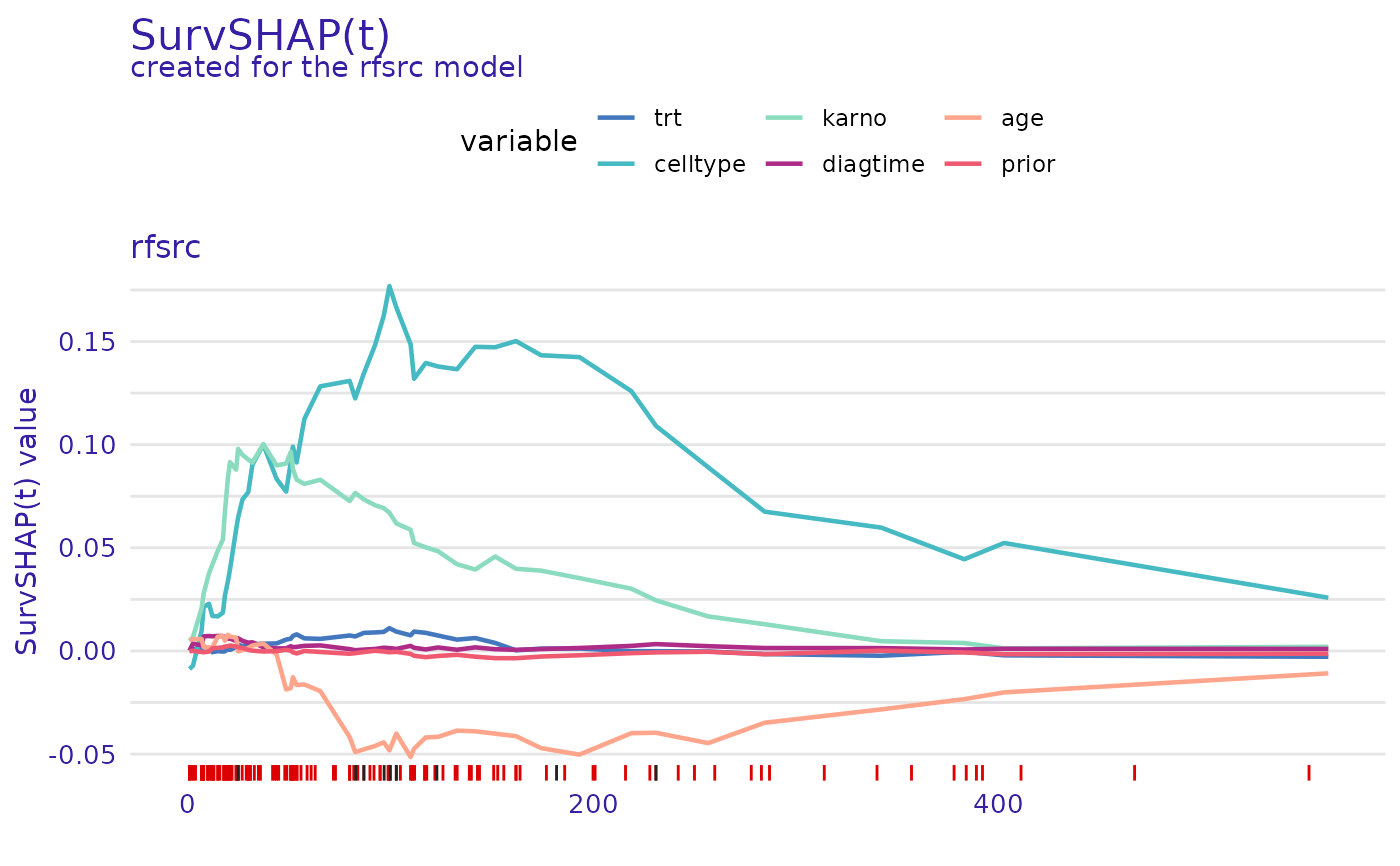 SurvSHAP(t)
created for the rfsrc model
variable
trt
karno
age
celltype
diagtime
prior
rfsrc
SurvSHAP(t) value
0.15
0.10
0.05
0.00
-0.05
0
200
400